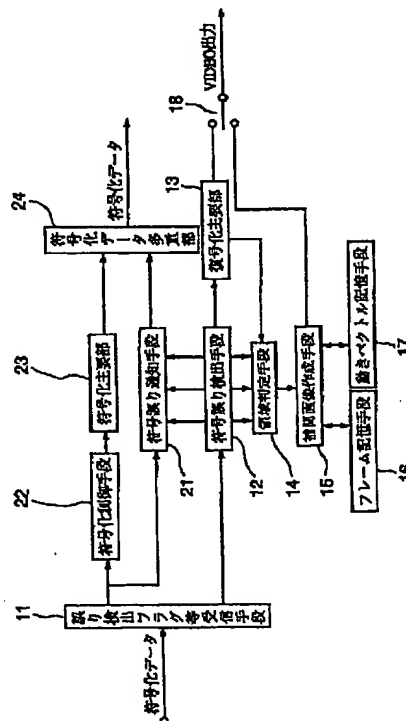 符号化データ
11
誤り検出フラグ等受信手段
22
符号化制御手段
23
符号化主要部
24
符号化データ多重部
符号化データ
21
符号誤り通知手段
12
符号誤り検出手段
13
復号化主要部
18
VIDEO出力
14
領域判定手段
15
補間画像作成手段
16
フレーム記憶手段
17
動きベクトル記憶手段